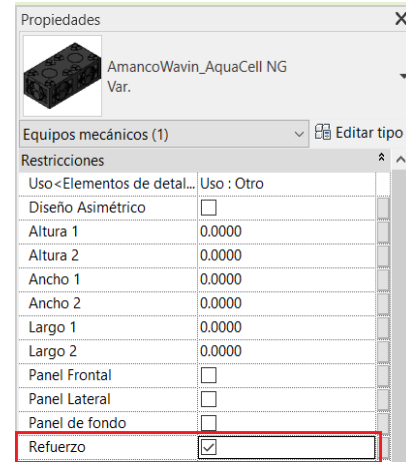 Propiedades X
AmancoWavin_AquaCell NG
Var.
Equipos mecánicos (1) Editar tipo
Restricciones
Uso<Elementos de detal... Uso : Otro
Diseño Asimétrico
Altura 1 0.0000
Altura 2 0.0000
Ancho 1 0.0000
Ancho 2 0.0000
Largo 1 0.0000
Largo 2 0.0000
Panel Frontal
Panel Lateral
Panel de fondo
Refuerzo